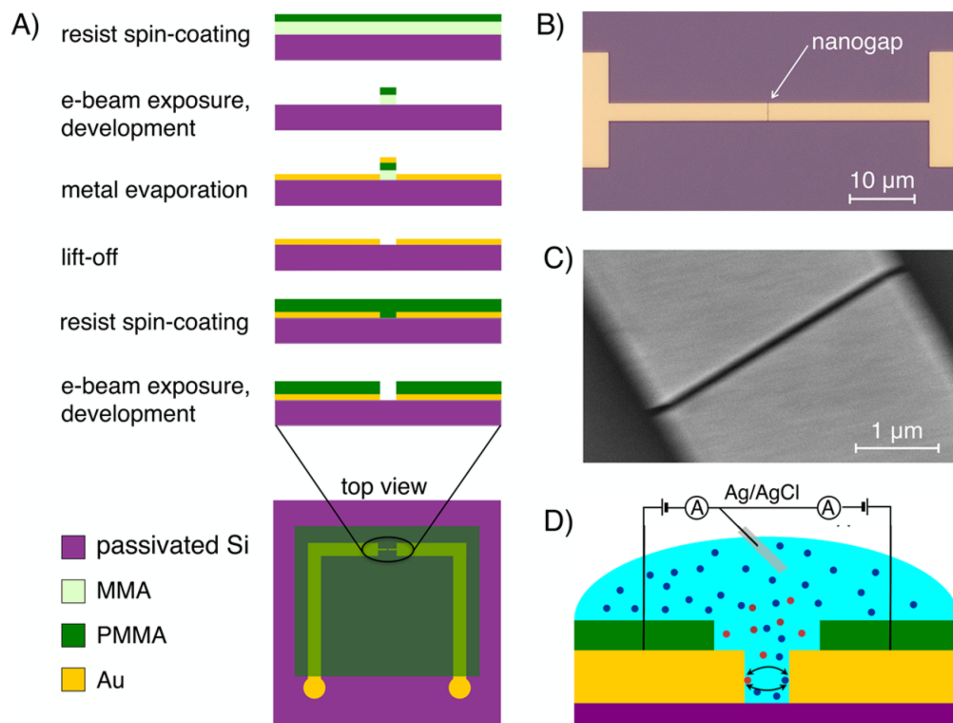 A)
resist spin-coating
e-beam exposure,
development
metal evaporation
lift-off
resist spin-coating
e-beam exposure,
development
top view
passivated Si
MMA
PMMA
Au
B)
nanogap
10 µm
C)
1 µm
D)
Ag/AgCl
A
A